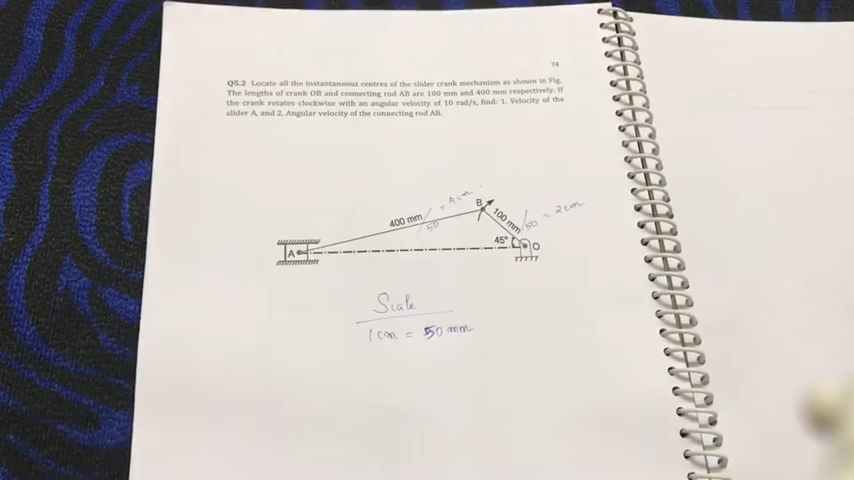 74
Q5.2 Locate all the instantaneous centres of the slider crank mechanism as shown in Fig.
The lengths of crank OB and connecting rod AB are 100 mm and 400 mm respectively. If
the crank rotates clockwise with an angular velocity of 10 rad/s, find: 1. Velocity of the
slider A, and 2. Angular velocity of the connecting rod AB.
400 mm/50 = 4cm
B
100 mm/50 = 2cm
45°
O
A
Scale
1cm = 50 mm